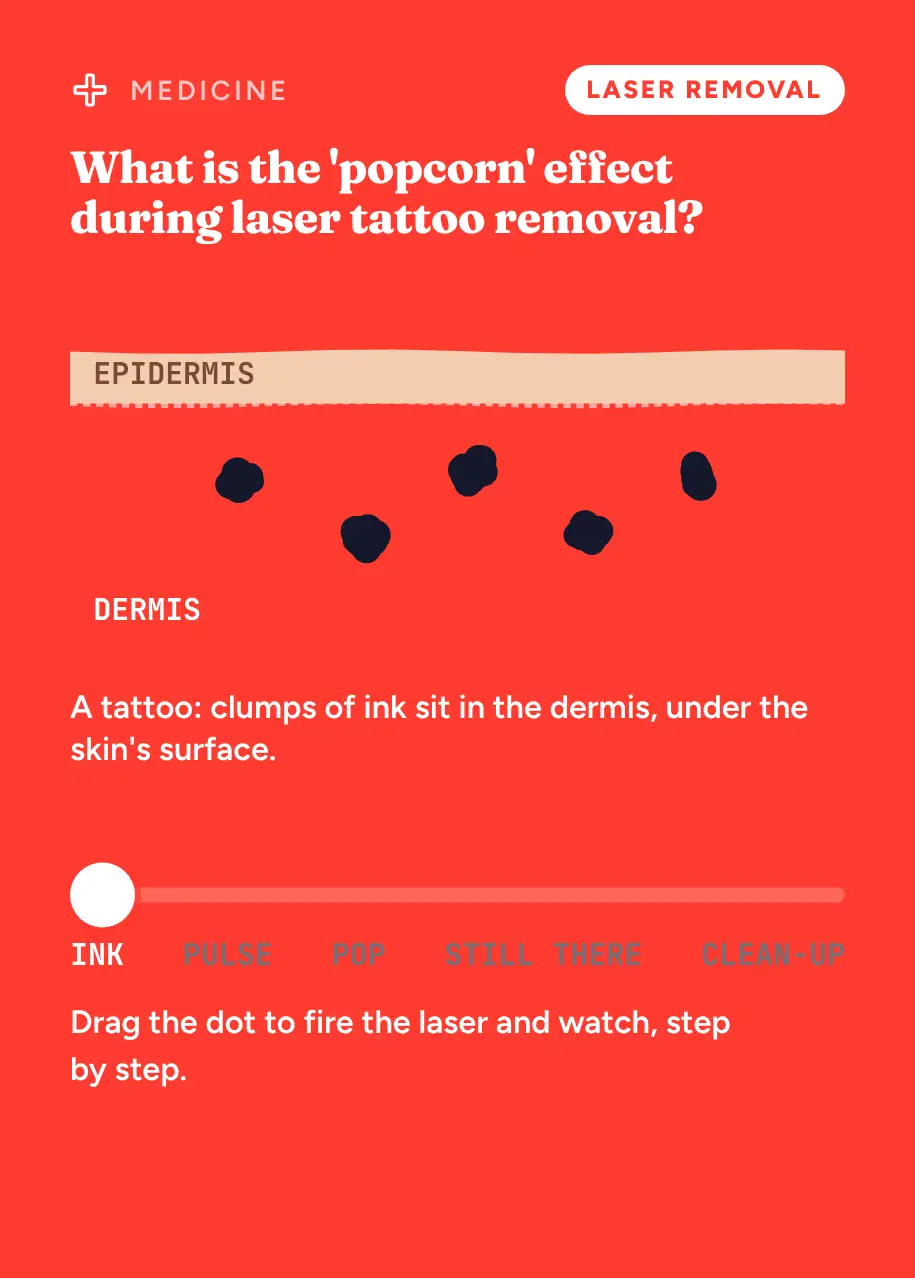 MEDICINE
LASER REMOVAL
What is the 'popcorn' effect
during laser tattoo removal?
EPIDERMIS
DERMIS
A tattoo: clumps of ink sit in the dermis, under the
skin's surface.
INK PULSE POP STILL THERE CLEAN-UP
Drag the dot to fire the laser and watch, step
by step.